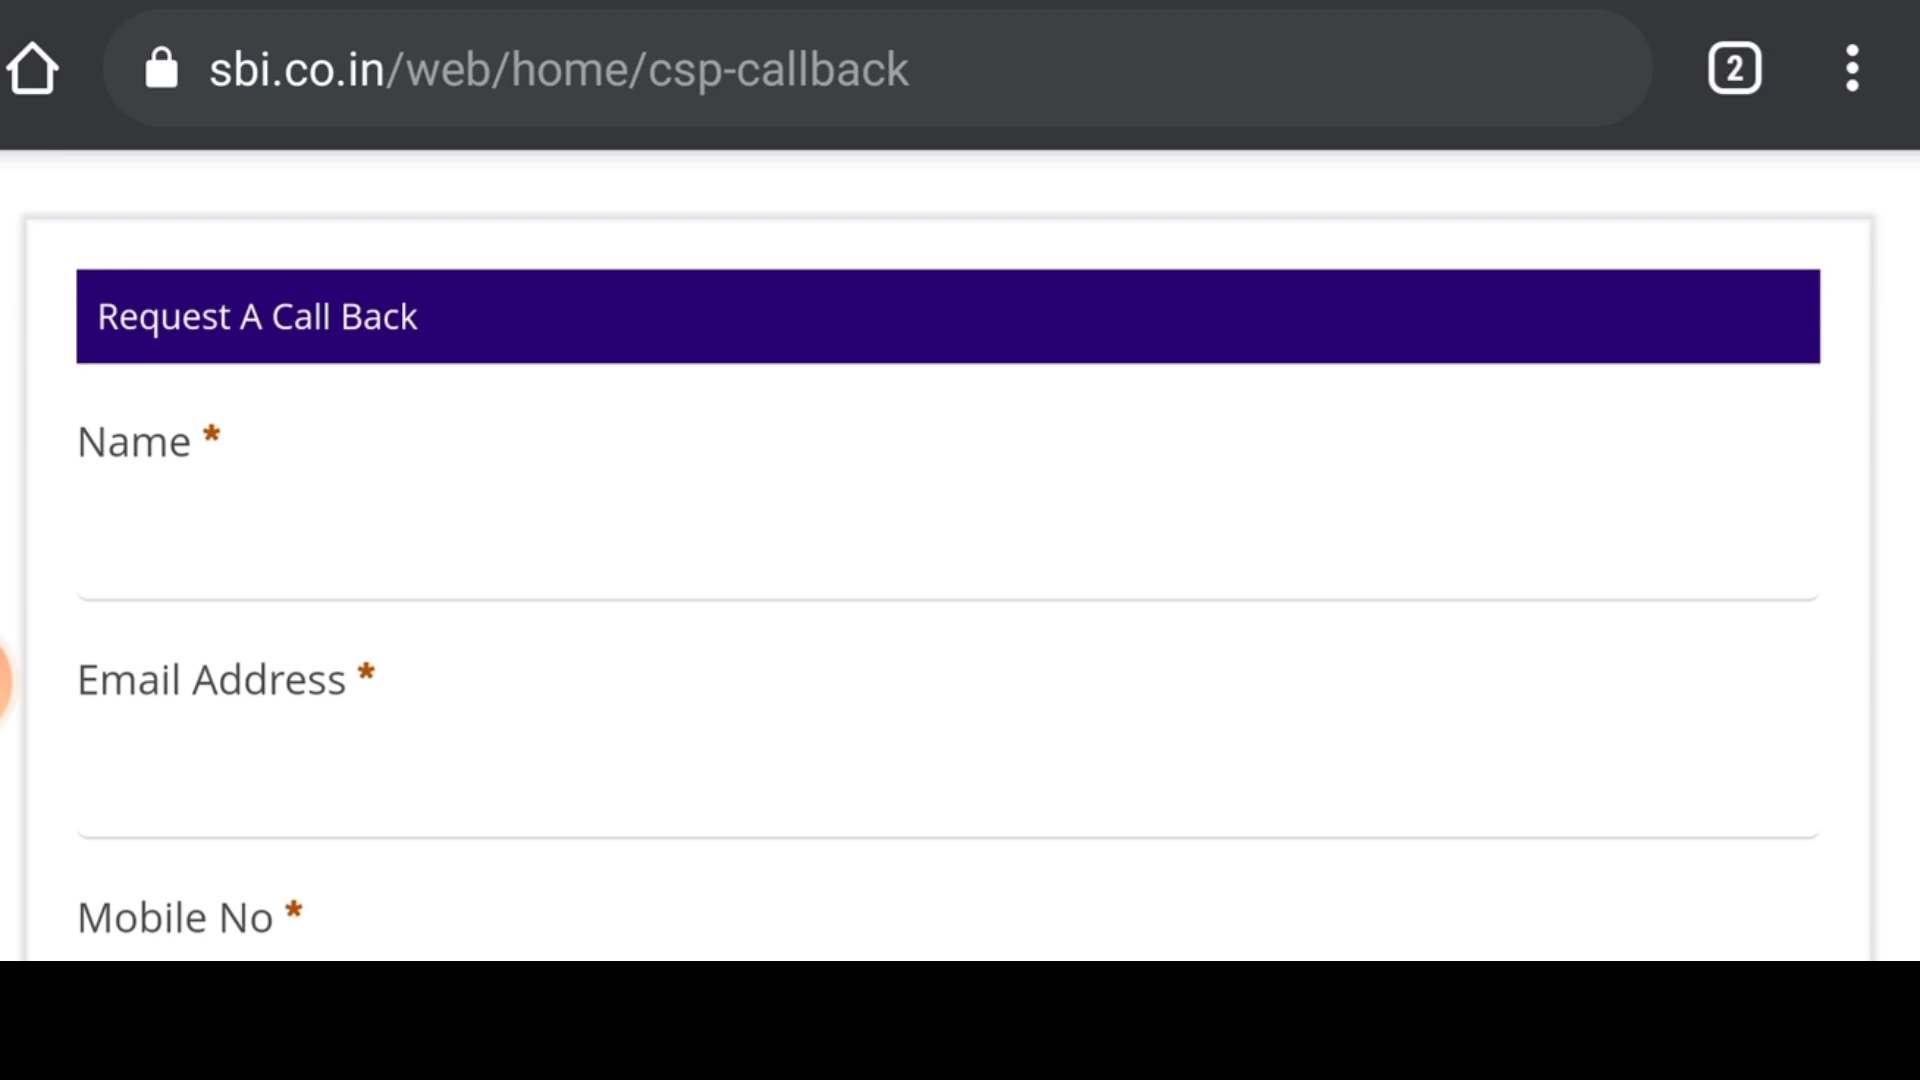 sbi.co.in/web/home/csp-callback
2
Request A Call Back
Name *
Email Address *
Mobile No *